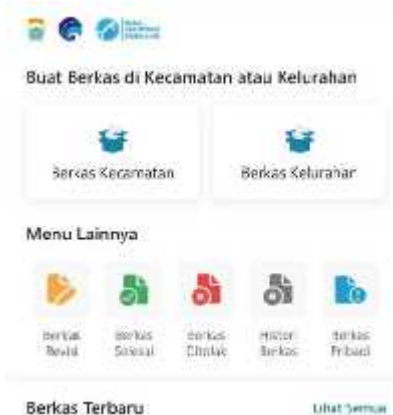 Buat Berkas di Kecamatan atau Kelurahan
Berkas Kecamatan
Berkas Kelurahan
Menu Lainnya
Berkas Revisi
Berkas Selesai
Berkas Ditolak
Histori Berkas
Berkas Pribadi
Berkas Terbaru
Lihat Semua